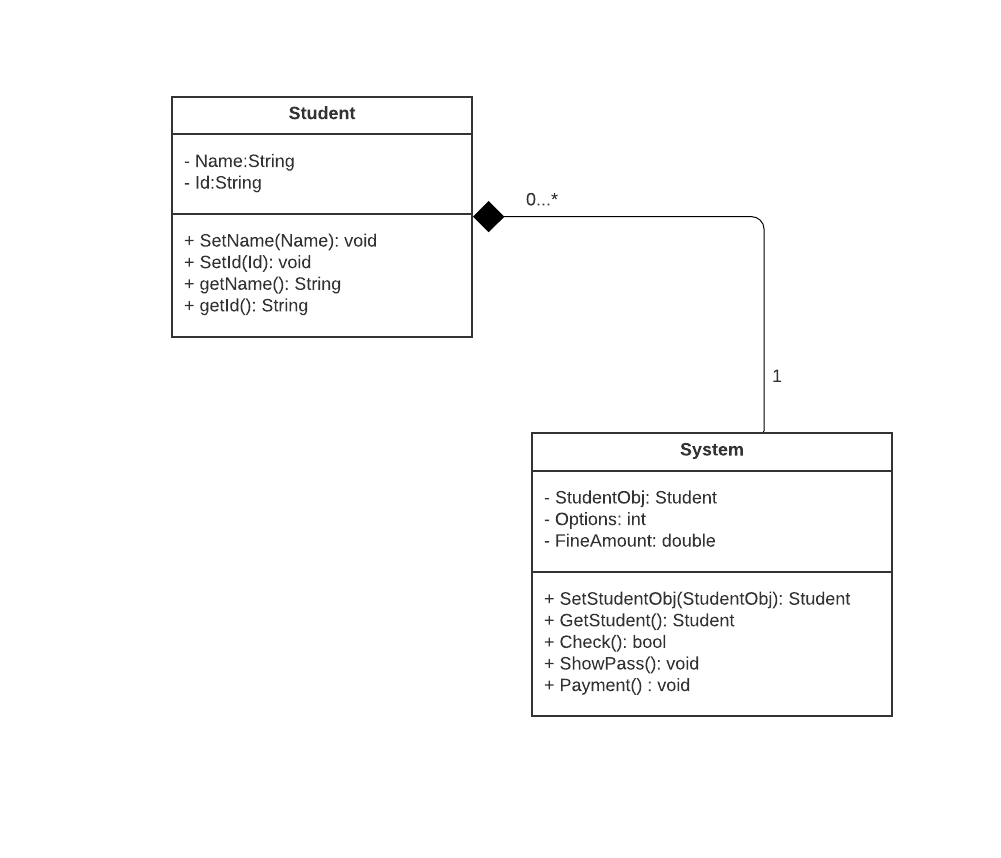 Student
- Name:String
- Id:String
+ SetName(Name): void
+ SetId(Id): void
+ getName(): String
+ getId(): String
0...*
1
System
- StudentObj: Student
- Options: int
- FineAmount: double
+ SetStudentObj(StudentObj): Student
+ GetStudent(): Student
+ Check(): bool
+ ShowPass(): void
+ Payment() : void